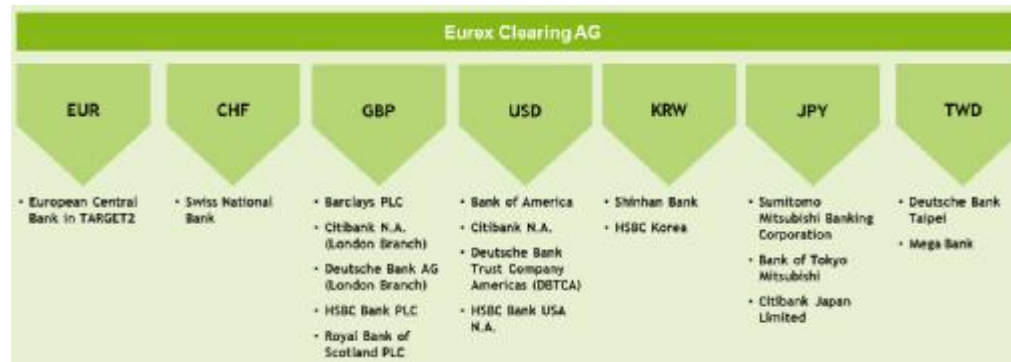 Eurex Clearing AG
EUR
CHF
GBP
USD
KRW
JPY
TWD
• European Central
Bank in TARGET2
• Swiss National
Bank
• Barclays PLC
• Citibank N.A.
(London Branch)
• Deutsche Bank AG
(London Branch)
• HSBC Bank PLC
• Royal Bank of
Scotland PLC
• Bank of America
• Citibank N.A.
• Deutsche Bank
Trust Company
Americas (DBTCA)
• HSBC Bank USA
N.A.
• Shinhan Bank
• HSBC Korea
• Sumitomo
Mitsubishi Banking
Corporation
• Bank of Tokyo
Mitsubishi
• Citibank Japan
Limited
• Deutsche Bank
Taipei
• Mega Bank